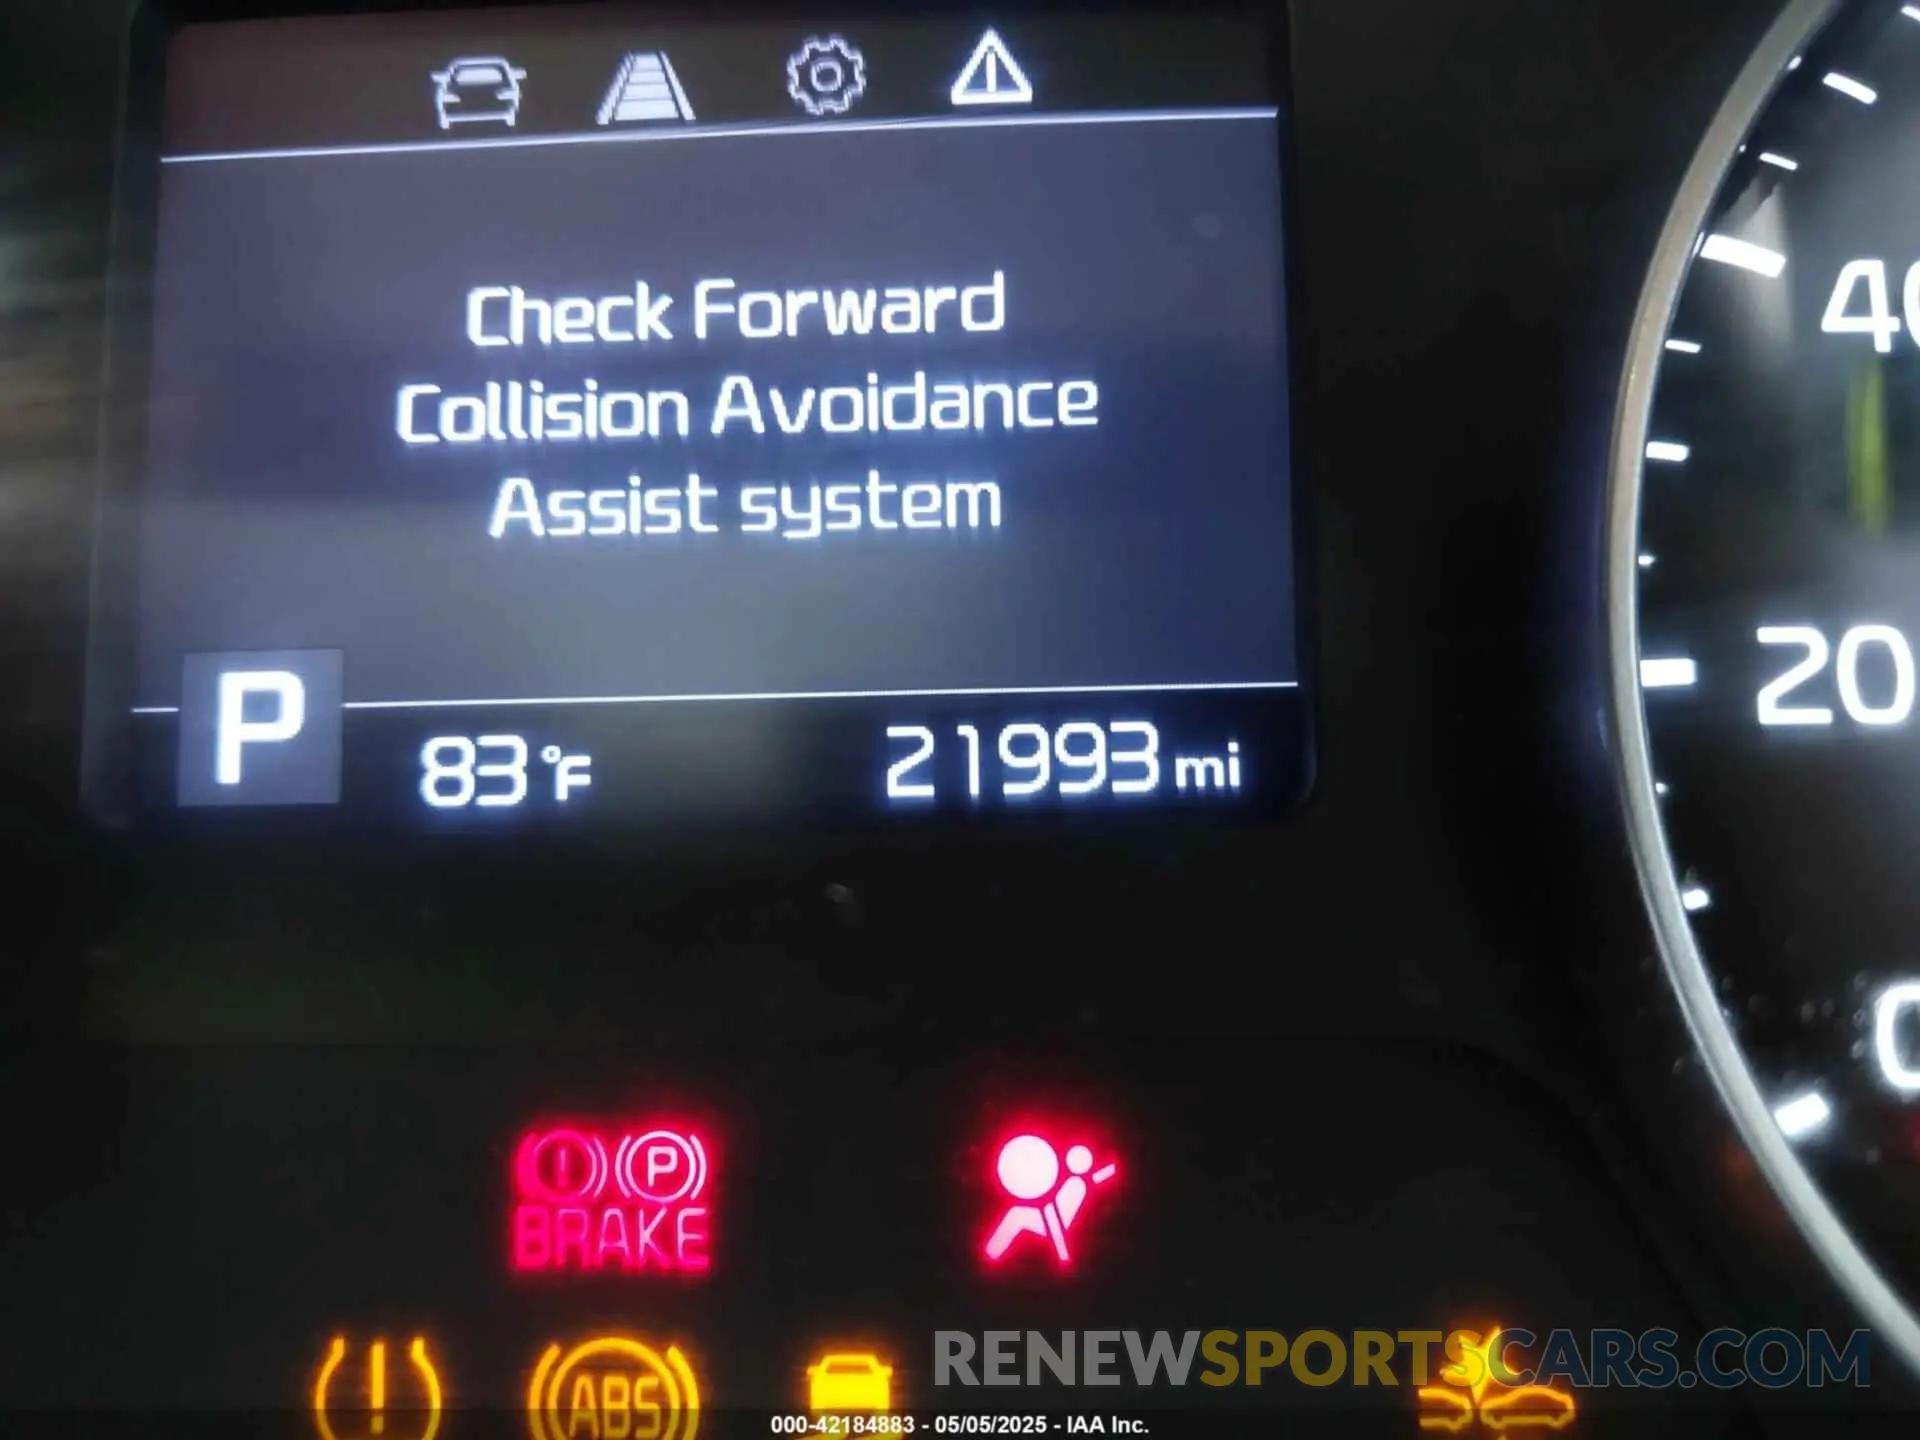 Check Forward
Collision Avoidance
Assist system
P
83 °F
21993 mi
40
20
0
P
BRAKE
ABS
RENEWSPORTSCARS.COM
000-42184883 - 05/05/2025 - IAA Inc.